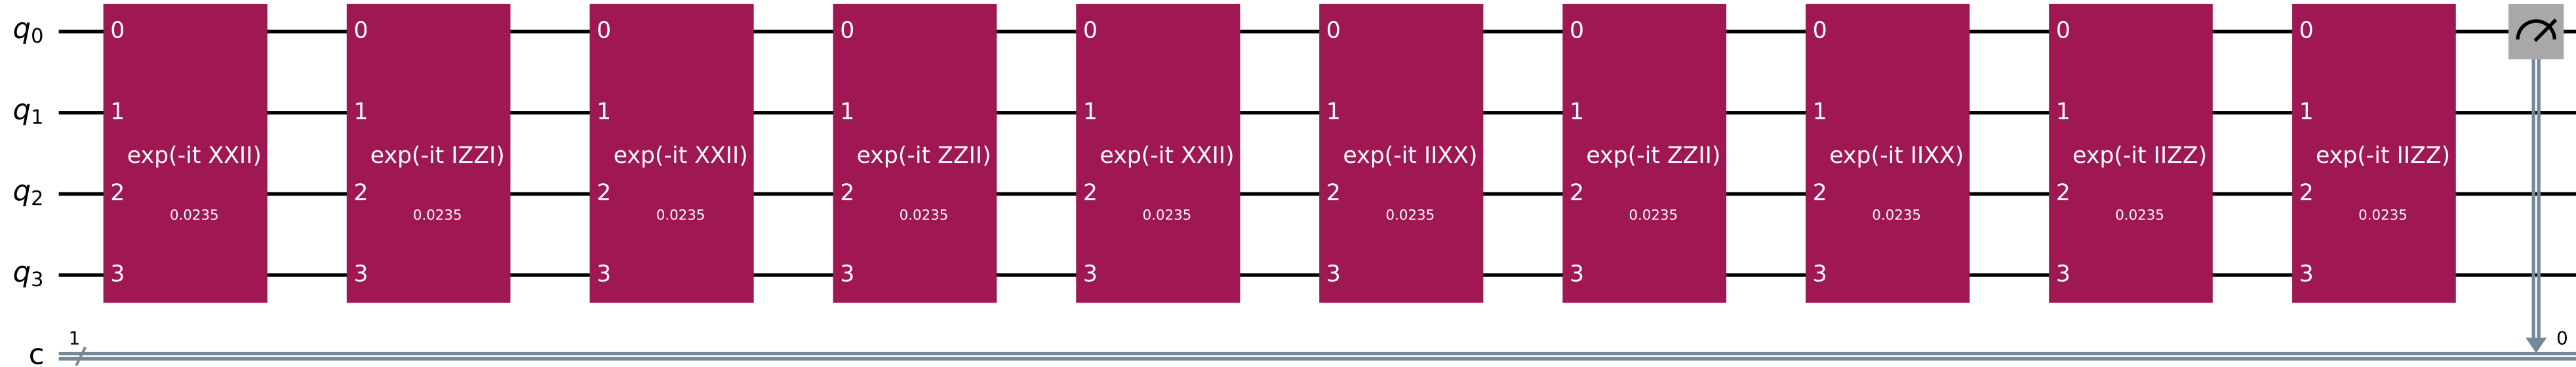 q0 0 0 0 0 0 0 0 0 0 0
q1 1 1 1 1 1 1 1 1 1 1
exp(-it XXII) exp(-it IZZI) exp(-it XXII) exp(-it ZZII) exp(-it XXII) exp(-it IIXX) exp(-it ZZII) exp(-it IIXX) exp(-it IIZZ) exp(-it IIZZ)
q2 2 2 2 2 2 2 2 2 2 2
0.0235 0.0235 0.0235 0.0235 0.0235 0.0235 0.0235 0.0235 0.0235 0.0235
q3 3 3 3 3 3 3 3 3 3 3
1 0
c